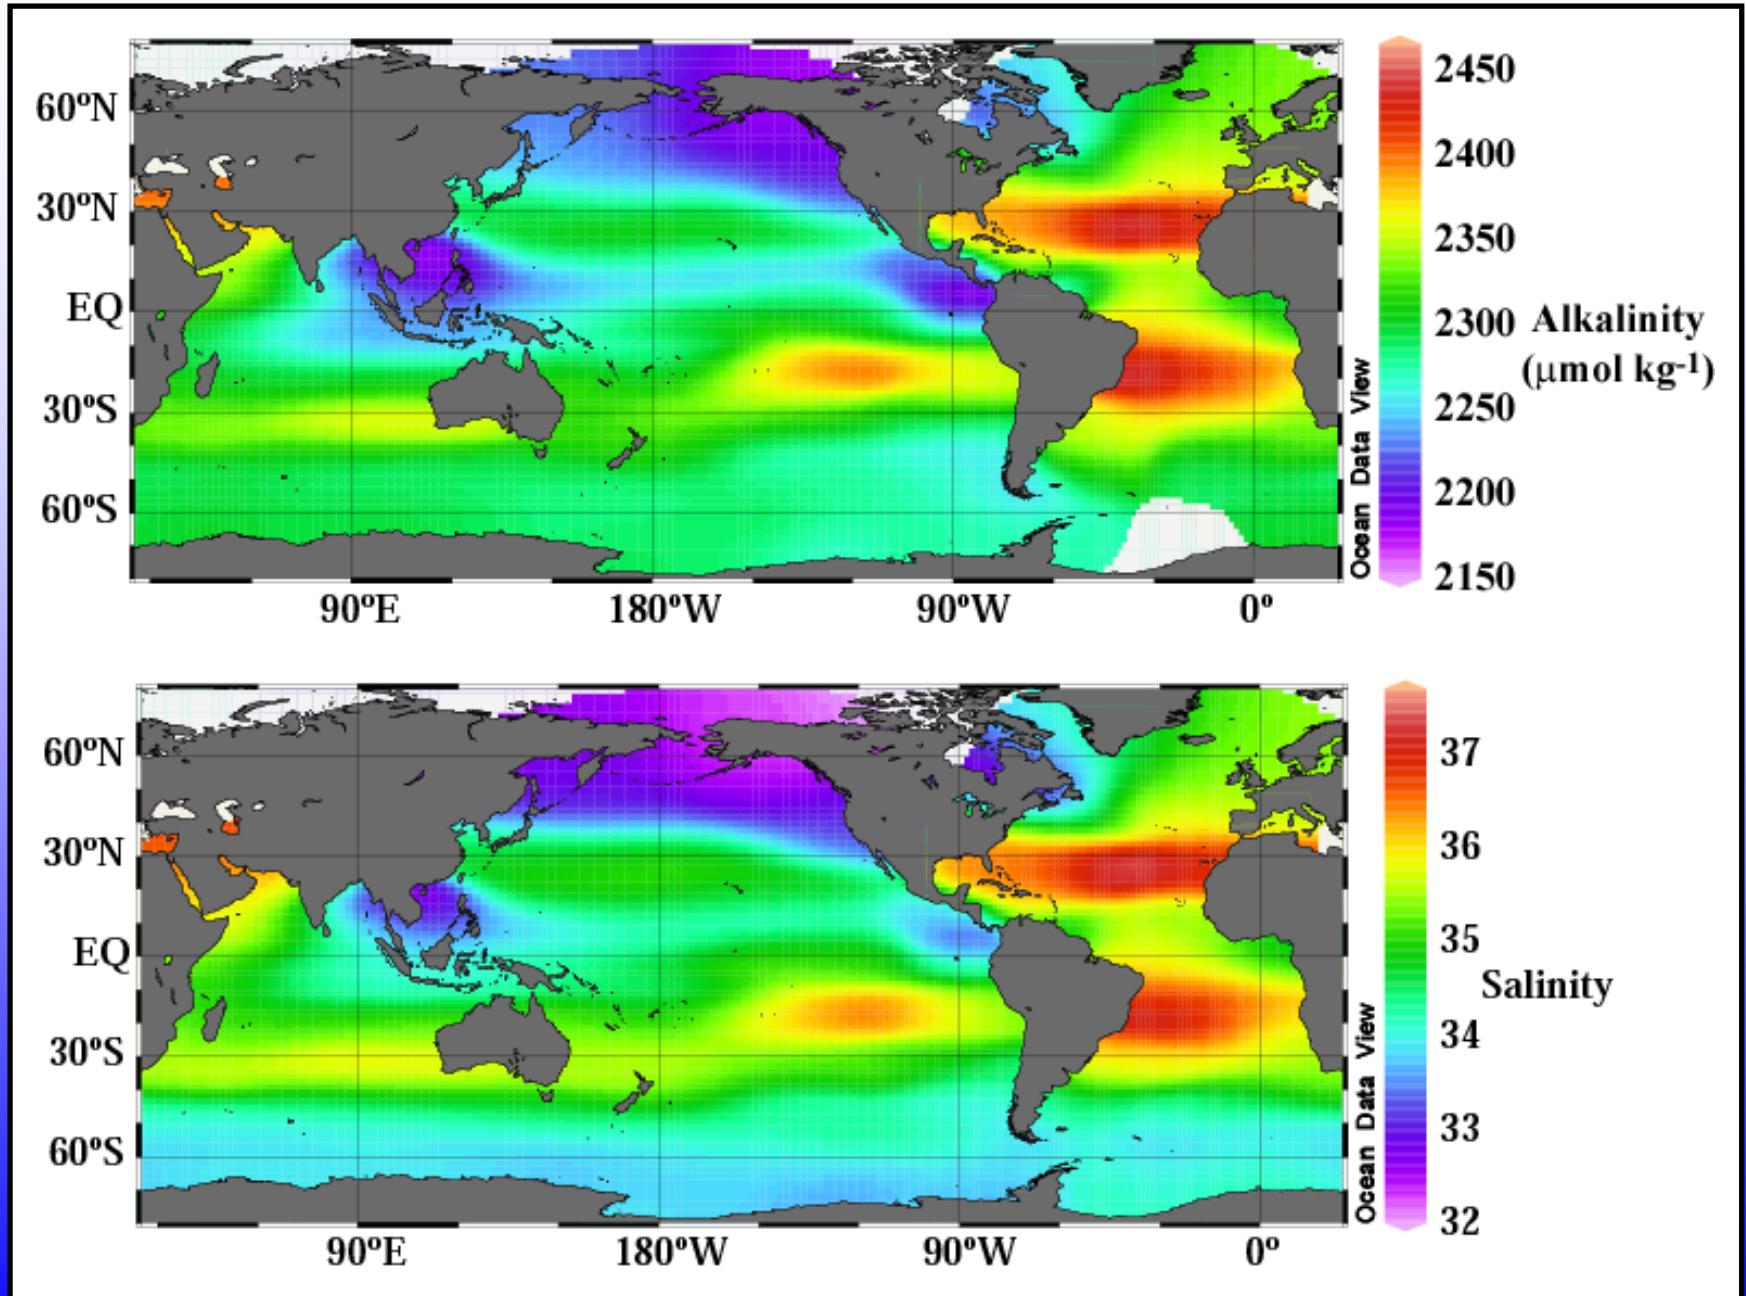 60ºN
30ºN
EQ
30ºS
60ºS
90ºE
180ºW
90ºW
0º
Ocean Data View
2450
2400
2350
2300
2250
2200
2150
Alkalinity
(μmol kg-1)
60ºN
30ºN
EQ
30ºS
60ºS
90ºE
180ºW
90ºW
0º
Ocean Data View
37
36
35
34
33
32
Salinity